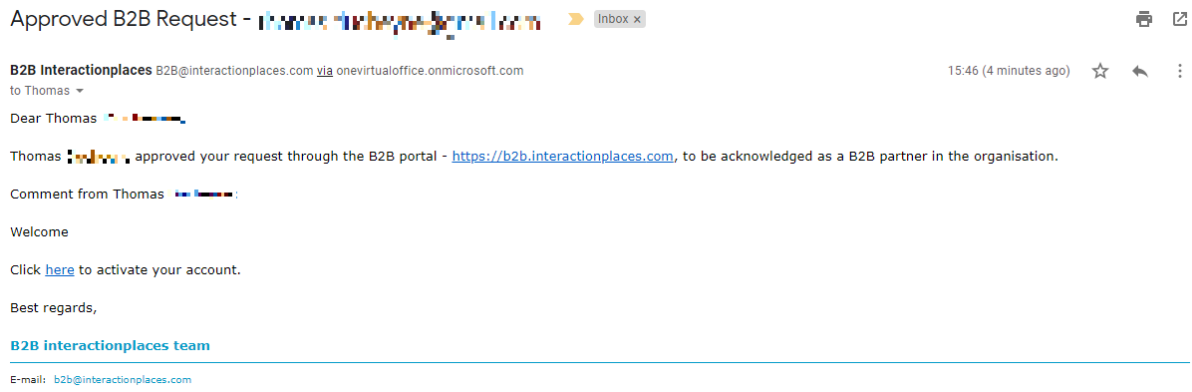 Approved B2B Request -
Inbox x
B2B Interactionplaces B2B@interactionplaces.com via onevirtualoffice.onmicrosoft.com
15:46 (4 minutes ago)
to Thomas
Dear Thomas
Thomas approved your request through the B2B portal - https://b2b.interactionplaces.com, to be acknowledged as a B2B partner in the organisation.
Comment from Thomas :
Welcome
Click here to activate your account.
Best regards,
B2B interactionplaces team
E-mail: b2b@interactionplaces.com